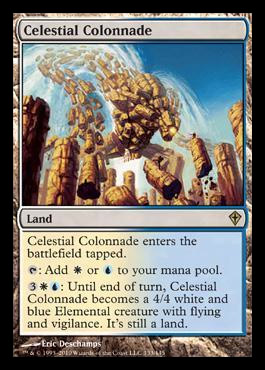 Celestial Colonnade
Land
Celestial Colonnade enters the
battlefield tapped.
: Add or to your mana pool.
3 : Until end of turn, Celestial
Colonnade becomes a 4/4 white and
blue Elemental creature with flying
and vigilance. It's still a land.
Eric Deschamps
™ & © 1993–2010 Wizards of the Coast LLC 133/145